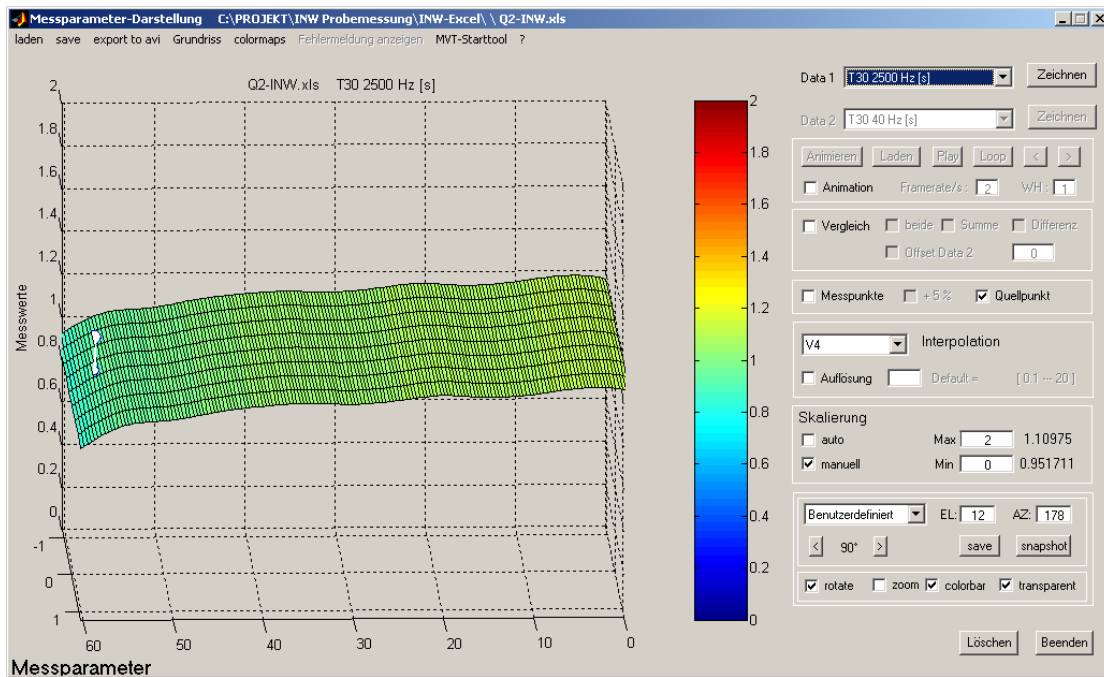 Messparameter-Darstellung C:\PROJEKT\INW Probemessung\INW-Excel\ \ Q2-INW.xls
laden save export to avi Grundriss colormaps Fehlermeldung anzeigen MVT-Starttool ?
Q2-INW.xls T30 2500 Hz [s]
Messwerte
2
1.8
1.6
1.4
1.2
1
0.8
0.6
0.4
0.2
0
-1
0
1
60 50 40 30 20 10 0
Messparameter
2
1.8
1.6
1.4
1.2
1
0.8
0.6
0.4
0.2
0
Data 1 T30 2500 Hz [s] Zeichnen
Data 2 T30 40 Hz [s] Zeichnen
Animieren Laden Play Loop < >
Animation Framerate/s : 2 WH : 1
Vergleich beide Summe Differenz
Offset Data 2 0
Messpunkte + 5 % Quellpunkt
V4 Interpolation
Auflösung Default = [ 0.1 --- 20 ]
Skalierung
auto Max 2 1.10975
manuell Min 0 0.951711
Benutzerdefiniert EL: 12 AZ: 178
< 90° > save snapshot
rotate zoom colorbar transparent
Löschen Beenden